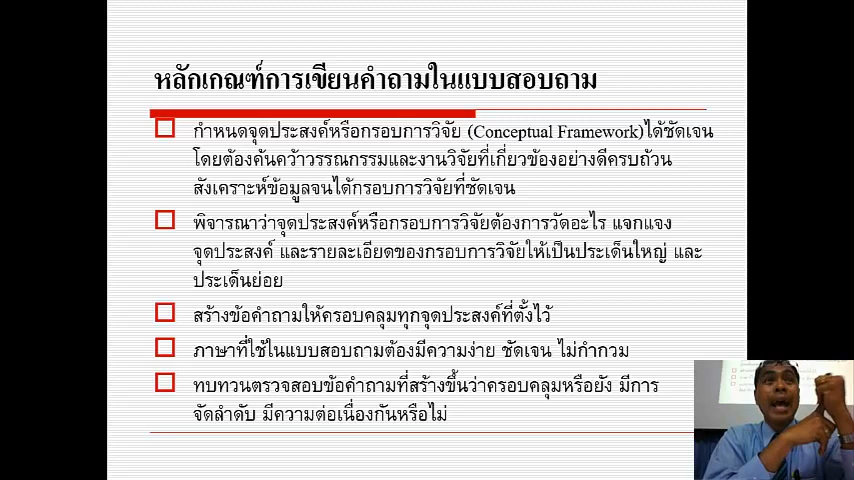 หลักเกณฑ์การเขียนคำถามในแบบสอบถาม
กำหนดจุดประสงค์หรือกรอบการวิจัย (Conceptual Framework)ได้ชัดเจน
โดยต้องค้นคว้าวรรณกรรมและงานวิจัยที่เกี่ยวข้องอย่างดีครบถ้วน
สังเคราะห์ข้อมูลจนได้กรอบการวิจัยที่ชัดเจน
พิจารณาว่าจุดประสงค์หรือกรอบการวิจัยต้องการวัดอะไร แจกแจง
จุดประสงค์ และรายละเอียดของกรอบการวิจัยให้เป็นประเด็นใหญ่ และ
ประเด็นย่อย
สร้างข้อคำถามให้ครอบคลุมทุกจุดประสงค์ที่ตั้งไว้
ภาษาที่ใช้ในแบบสอบถามต้องมีความง่าย ชัดเจน ไม่กำกวม
ทบทวนตรวจสอบข้อคำถามที่สร้างขึ้นว่าครอบคลุมหรือยัง มีการ
จัดลำดับ มีความต่อเนื่องกันหรือไม่